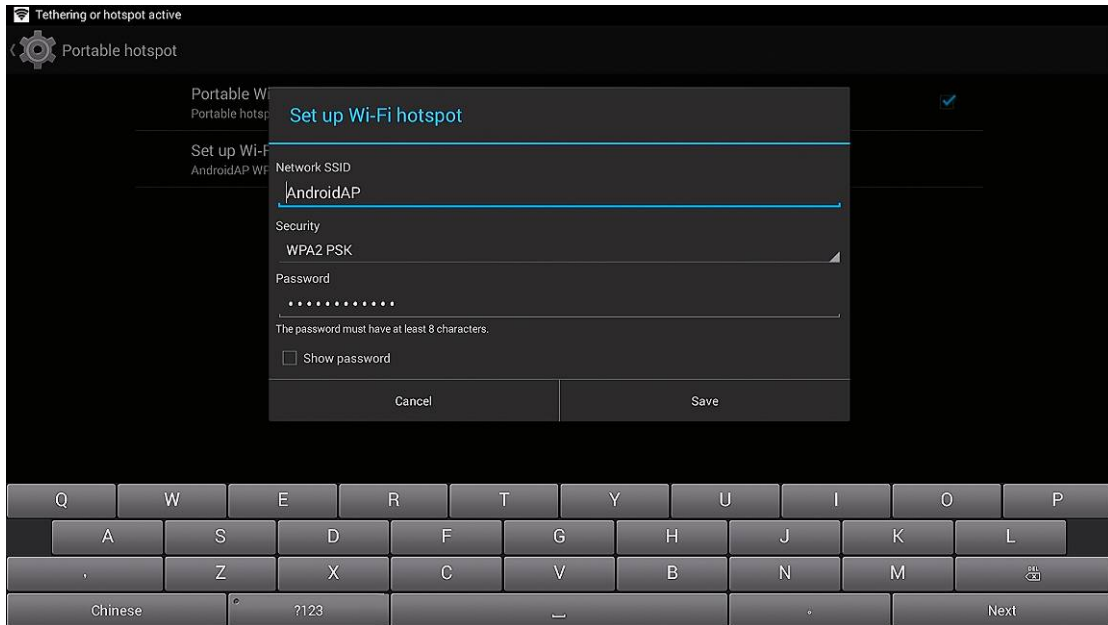 Tethering or hotspot active
Portable hotspot
Portable Wi
Portable hotsp
Set up Wi-F
AndroidAP WP
Set up Wi-Fi hotspot
Network SSID
AndroidAP
Security
WPA2 PSK
Password
••••••••••••
The password must have at least 8 characters.
Show password
Cancel Save
Q W E R T Y U I O P
A S D F G H J K L
, Z X C V B N M DEL
Chinese ?123 。 Next